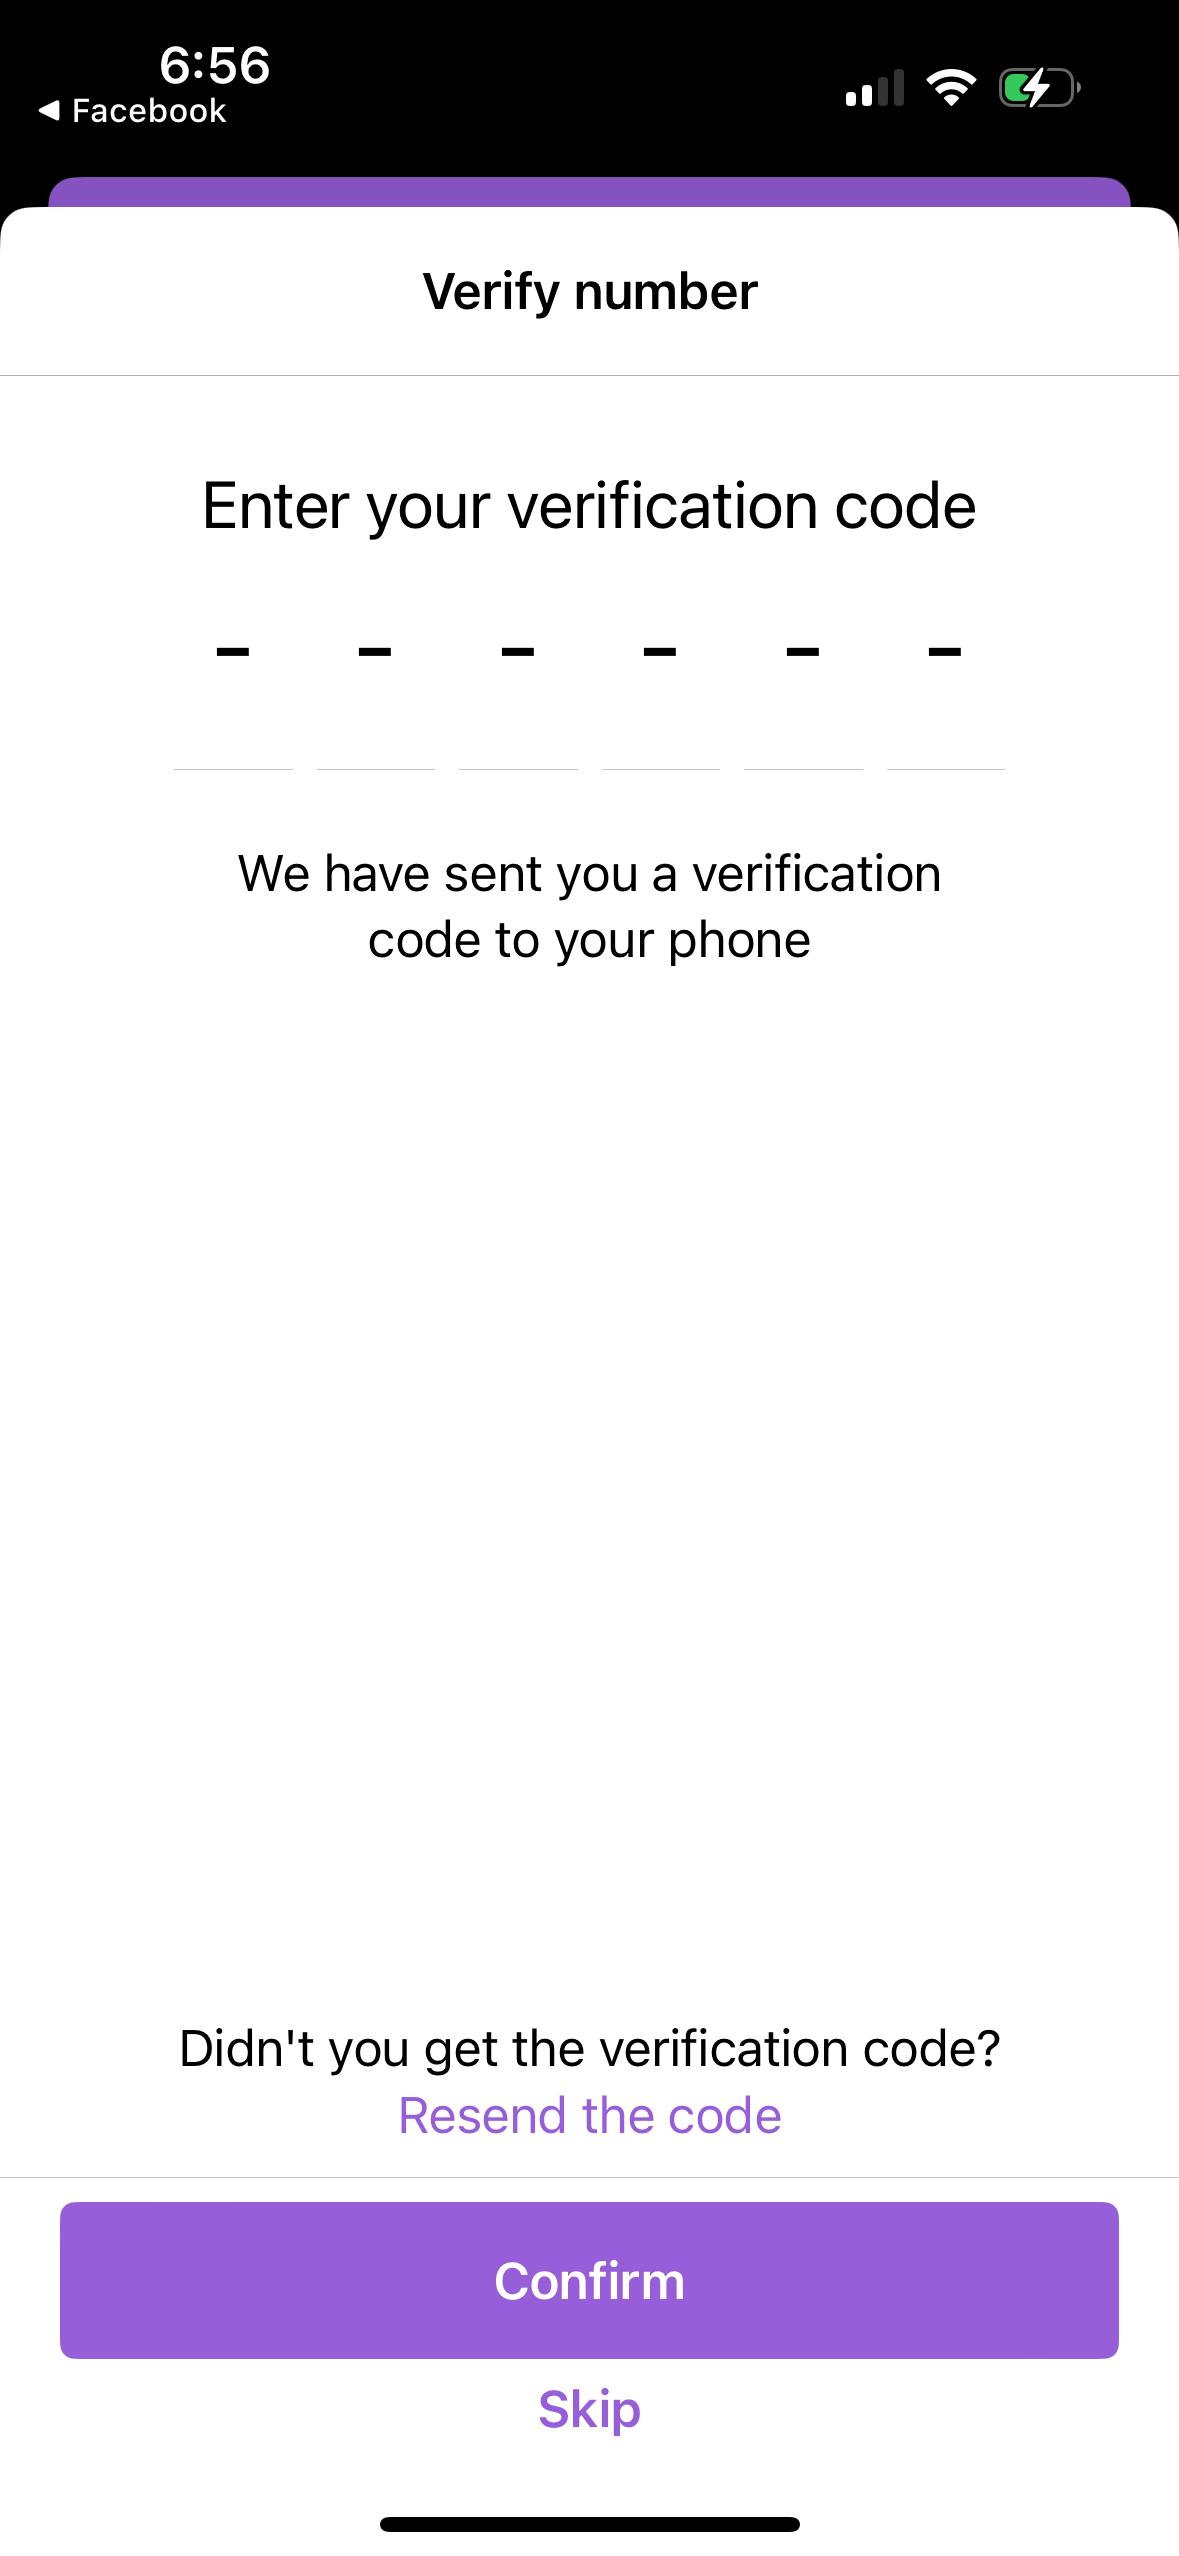 6:56
◀ Facebook
Verify number
Enter your verification code
- - - - - -
We have sent you a verification
code to your phone
Didn't you get the verification code?
Resend the code
Confirm
Skip